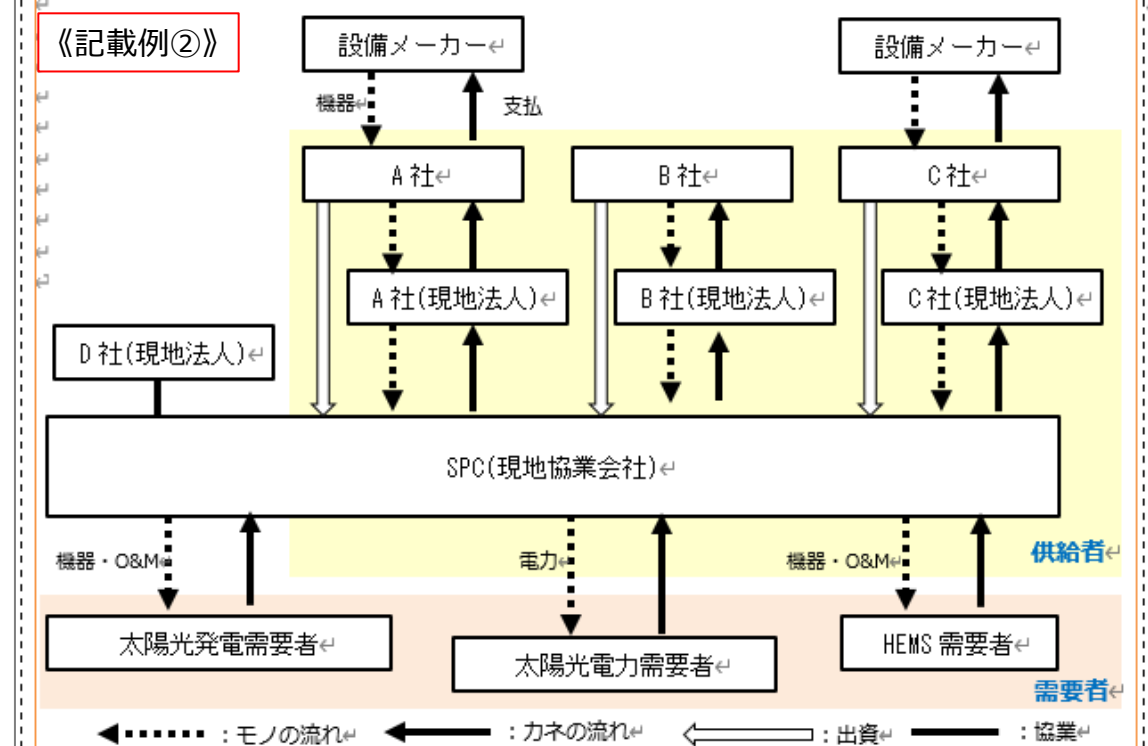 《記載例②》
設備メーカー
設備メーカー
機器
支払
A社
B社
C社
A社(現地法人)
B社(現地法人)
C社(現地法人)
D社(現地法人)
SPC(現地協業会社)
機器・O&M
電力
機器・O&M
供給者
太陽光発電需要者
太陽光電力需要者
HEMS 需要者
需要者
：モノの流れ
：カネの流れ
：出資
：協業